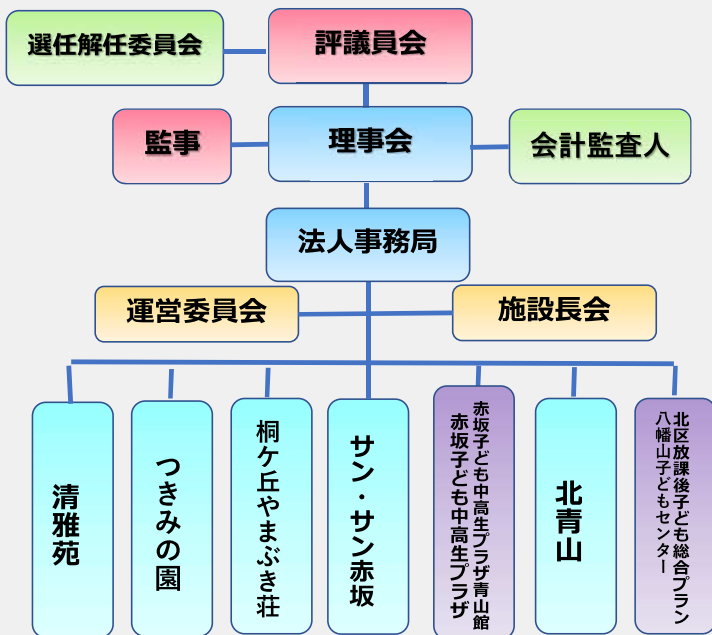 選任解任委員会
評議員会
監事
理事会
会計監査人
法人事務局
運営委員会
施設長会
清雅苑
つきみの園
桐ケ丘やまぶき荘
サン・サン赤坂
赤坂子ども中高生プラザ青山館
赤坂子ども中高生プラザ
北青山
北区放課後子ども総合プラン
八幡山子どもセンター